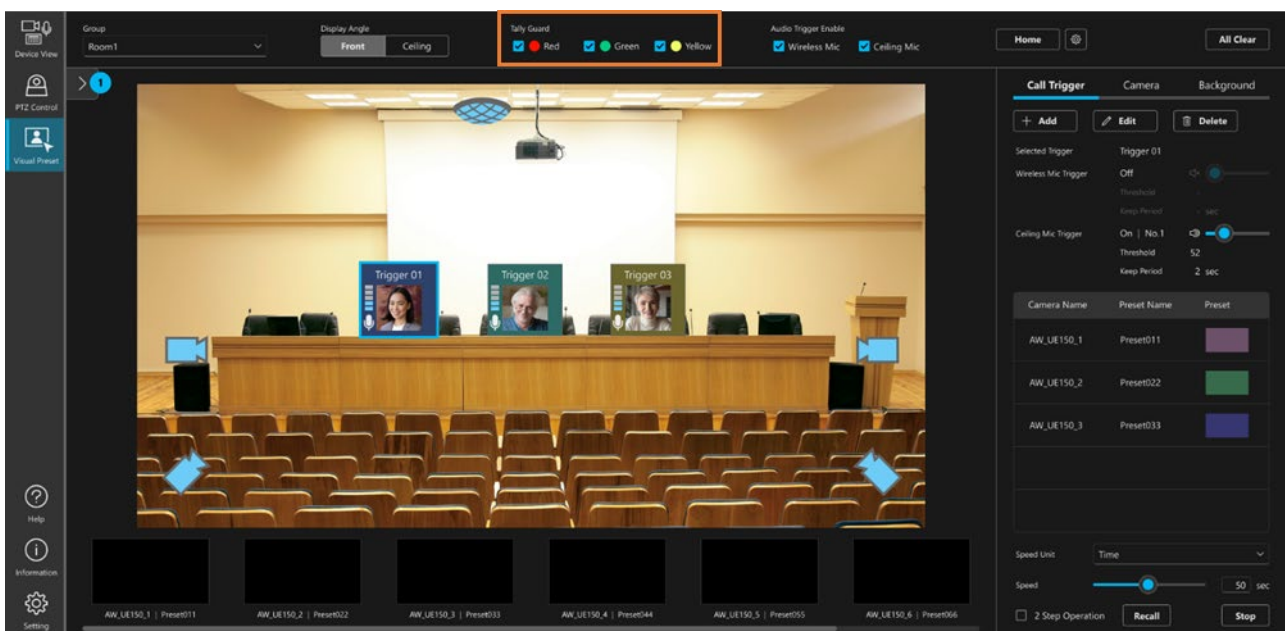 Device View
PTZ Control
Visual Preset
Help
Information
Setting
Group
Room1
Display Angle
Front Ceiling
Tally Guard
Red Green Yellow
Audio Trigger Enable
Wireless Mic Ceiling Mic
Home
All Clear
1
Trigger 01 Trigger 02 Trigger 03
AW_UE150_1 | Preset011
AW_UE150_2 | Preset022
AW_UE150_3 | Preset033
AW_UE150_4 | Preset044
AW_UE150_5 | Preset055
AW_UE150_6 | Preset066
Call Trigger Camera Background
+ Add Edit Delete
Selected Trigger Trigger 01
Wireless Mic Trigger Off
Threshold -
Keep Period - sec
Ceiling Mic Trigger On | No.1
Threshold 52
Keep Period 2 sec
Camera Name Preset Name Preset
AW_UE150_1 Preset011
AW_UE150_2 Preset022
AW_UE150_3 Preset033
Speed Unit Time
Speed 50 sec
2 Step Operation Recall Stop